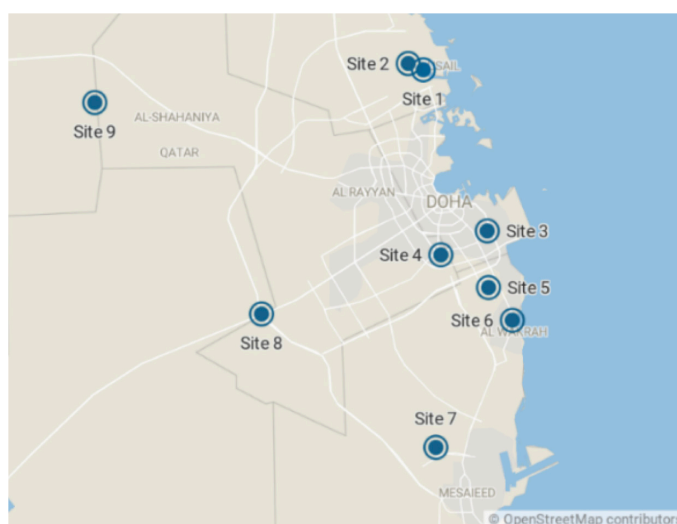 Site 2
SAIL
Site 1
Site 9
AL-SHAHANIYA
QATAR
AL RAYYAN
DOHA
Site 3
Site 4
Site 5
Site 6
AL WAKRAH
Site 8
Site 7
MESAIEED
© OpenStreetMap contributors